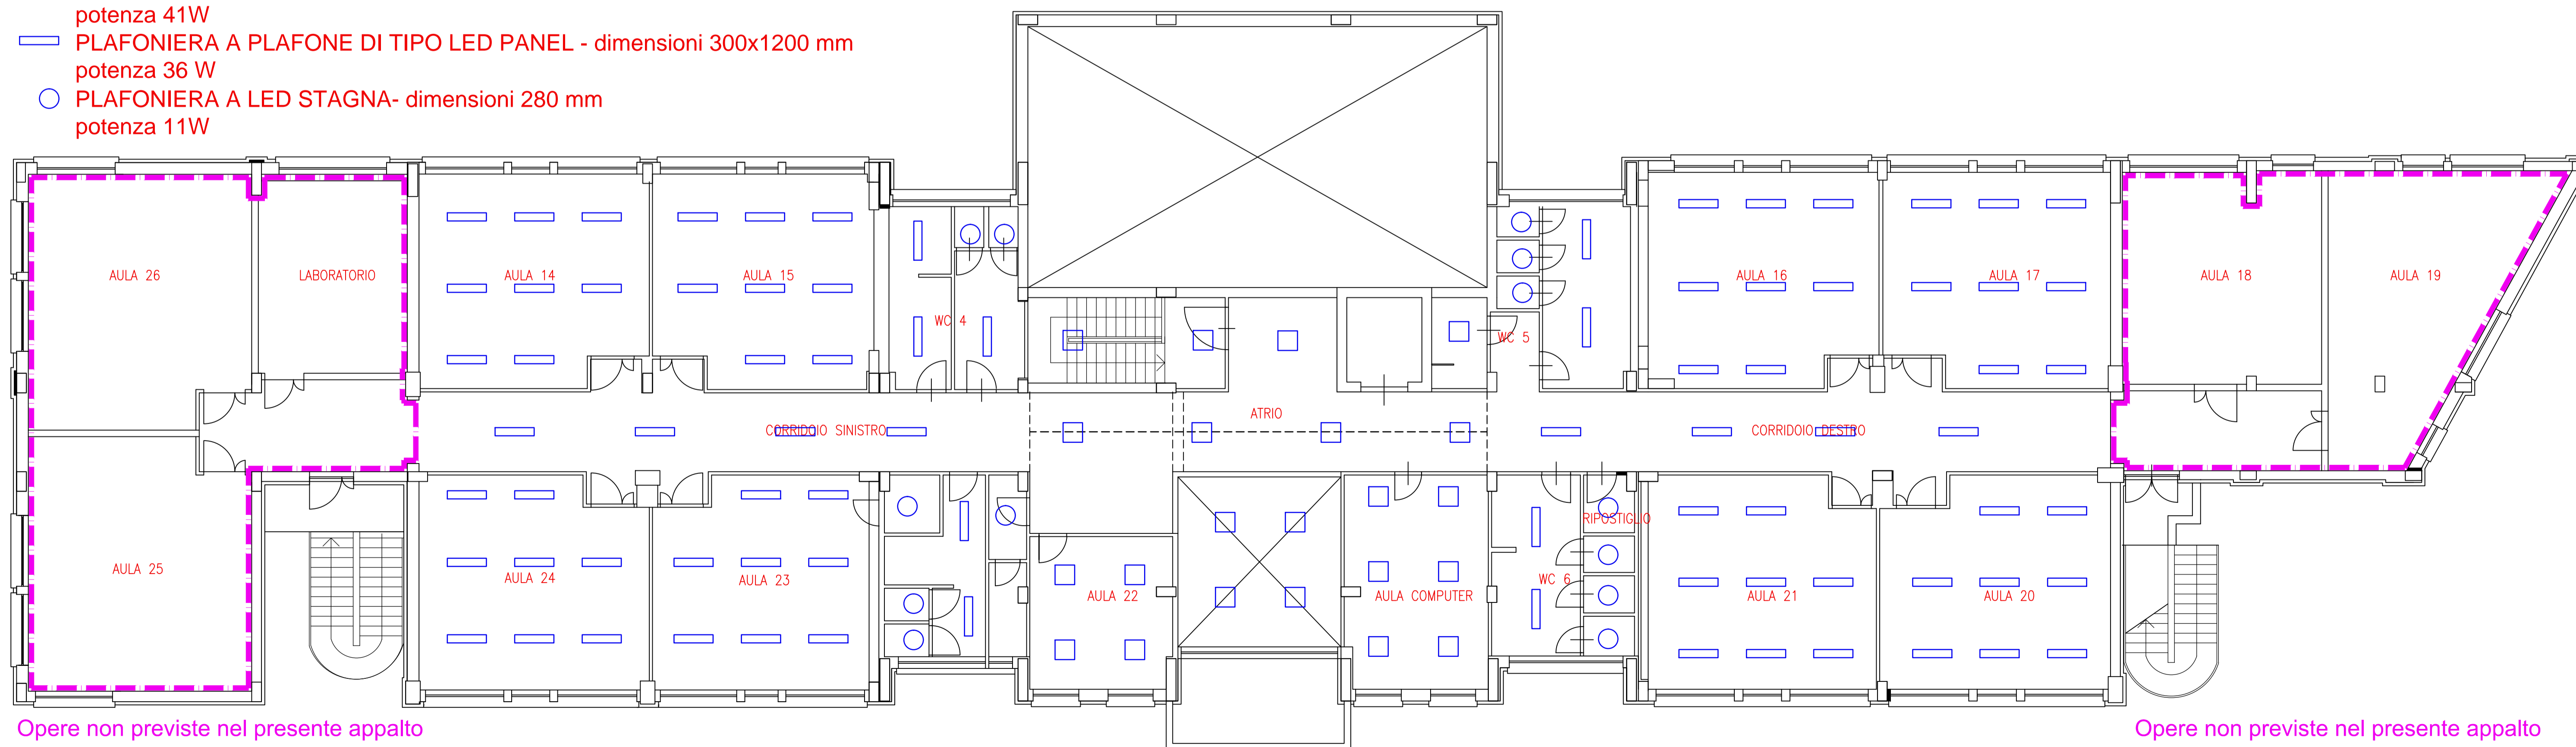 potenza 41W
PLAFONIERA A PLAFONE DI TIPO LED PANEL - dimensioni 300x1200 mm
potenza 36 W
PLAFONIERA A LED STAGNA- dimensioni 280 mm
potenza 11W
AULA 26
LABORATORIO
AULA 14
AULA 15
WC 4
WC 5
AULA 16
AULA 17
AULA 18
AULA 19
ATRIO
CORRIDOIO SINISTRO
CORRIDOIO DESTRO
AULA 25
AULA 24
AULA 23
AULA 22
AULA COMPUTER
WC 6
RIPOSTIGLIO
AULA 21
AULA 20
Opere non previste nel presente appalto
Opere non previste nel presente appalto